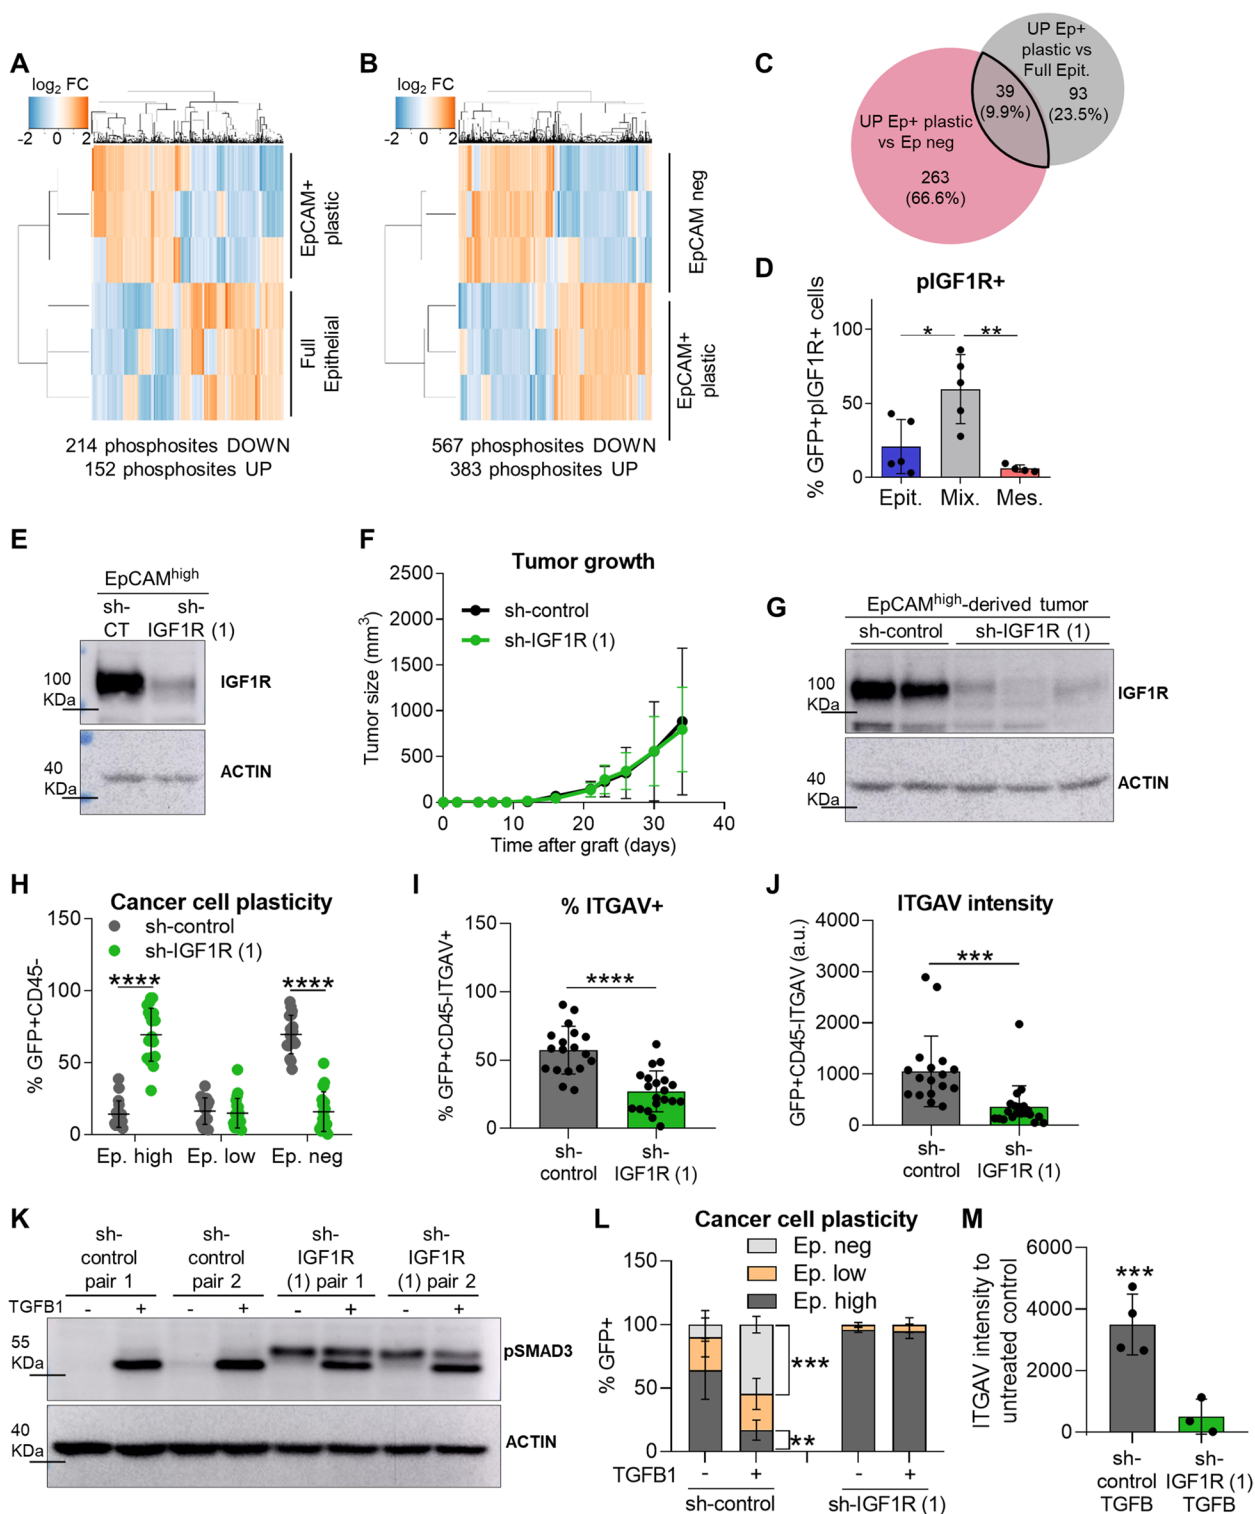 A
log2 FC
-2 0 2
EpCAM+
plastic
Full
Epithelial
214 phosphosites DOWN
152 phosphosites UP
B
log2 FC
-2 0 2
EpCAM neg
EpCAM+
plastic
567 phosphosites DOWN
383 phosphosites UP
C
UP Ep+
plastic vs
Full Epit.
39
(9.9%)
93
(23.5%)
UP Ep+ plastic
vs Ep neg
263
(66.6%)
D
pIGF1R+
% GFP+pIGF1R+ cells
100
50
0
* **
Epit. Mix. Mes.
E
EpCAMhigh
sh-
CT
sh-
IGF1R (1)
100
KDa
IGF1R
40
KDa
ACTIN
F
Tumor growth
Tumor size (mm3)
2500
2000
1500
1000
500
0
sh-control
sh-IGF1R (1)
0 10 20 30 40
Time after graft (days)
G
EpCAMhigh-derived tumor
sh-control sh-IGF1R (1)
100
KDa
IGF1R
40
KDa
ACTIN
H
Cancer cell plasticity
% GFP+CD45-
150
100
50
0
sh-control
sh-IGF1R (1)
**** ****
Ep. high Ep. low Ep. neg
I
% ITGAV+
% GFP+CD45-ITGAV+
150
100
50
0
****
sh-
control
sh-
IGF1R (1)
J
ITGAV intensity
GFP+CD45-ITGAV (a.u.)
4000
3000
2000
1000
0
***
sh-
control
sh-
IGF1R (1)
K
sh-
control
pair 1
sh-
control
pair 2
sh-
IGF1R
(1) pair 1
sh-
IGF1R
(1) pair 2
TGFB1 - + - + - + - +
55
KDa
pSMAD3
40
KDa
ACTIN
L
Cancer cell plasticity
Ep. neg
Ep. low
Ep. high
% GFP+
150
100
50
0
***
**
TGFB1 - + - +
sh-control sh-IGF1R (1)
M
ITGAV intensity to
untreated control
6000
4000
2000
0
***
sh-
control
TGFB
sh-
IGF1R (1)
TGFB